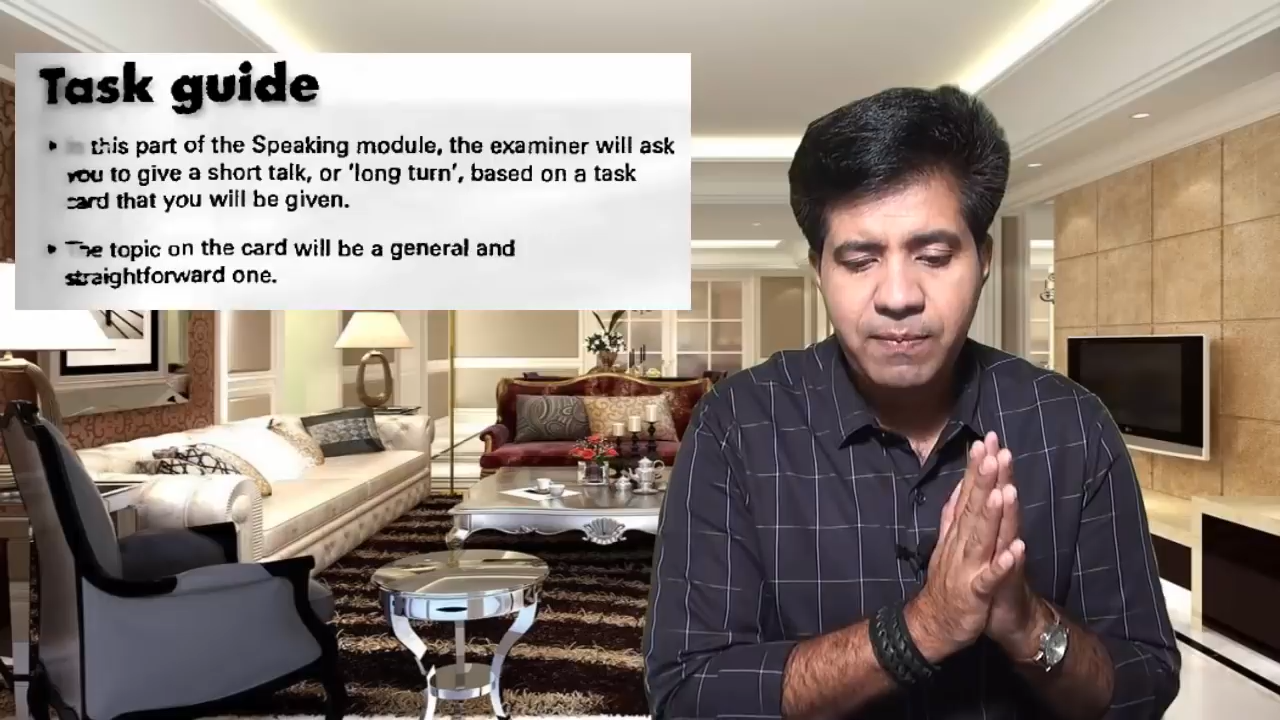 Task guide
this part of the Speaking module, the examiner will ask
you to give a short talk, or 'long turn', based on a task
card that you will be given.
The topic on the card will be a general and
straightforward one.